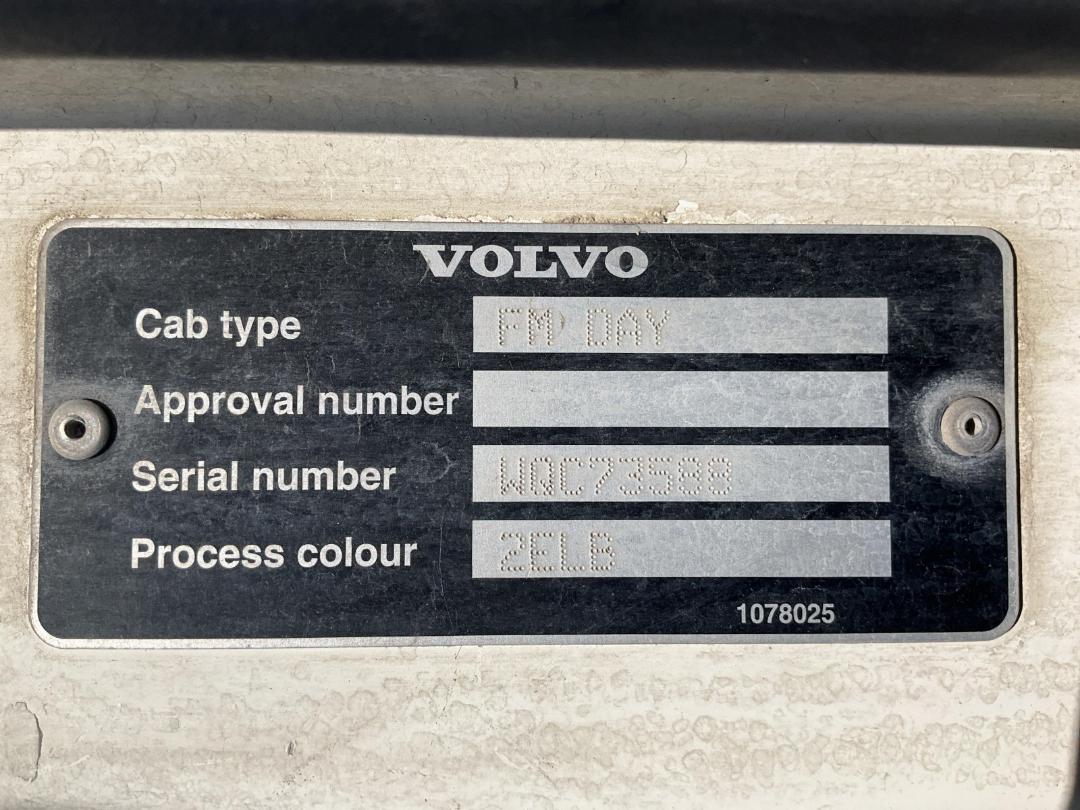 VOLVO
Cab type FM DAY
Approval number
Serial number WQC73588
Process colour 2ELB
1078025